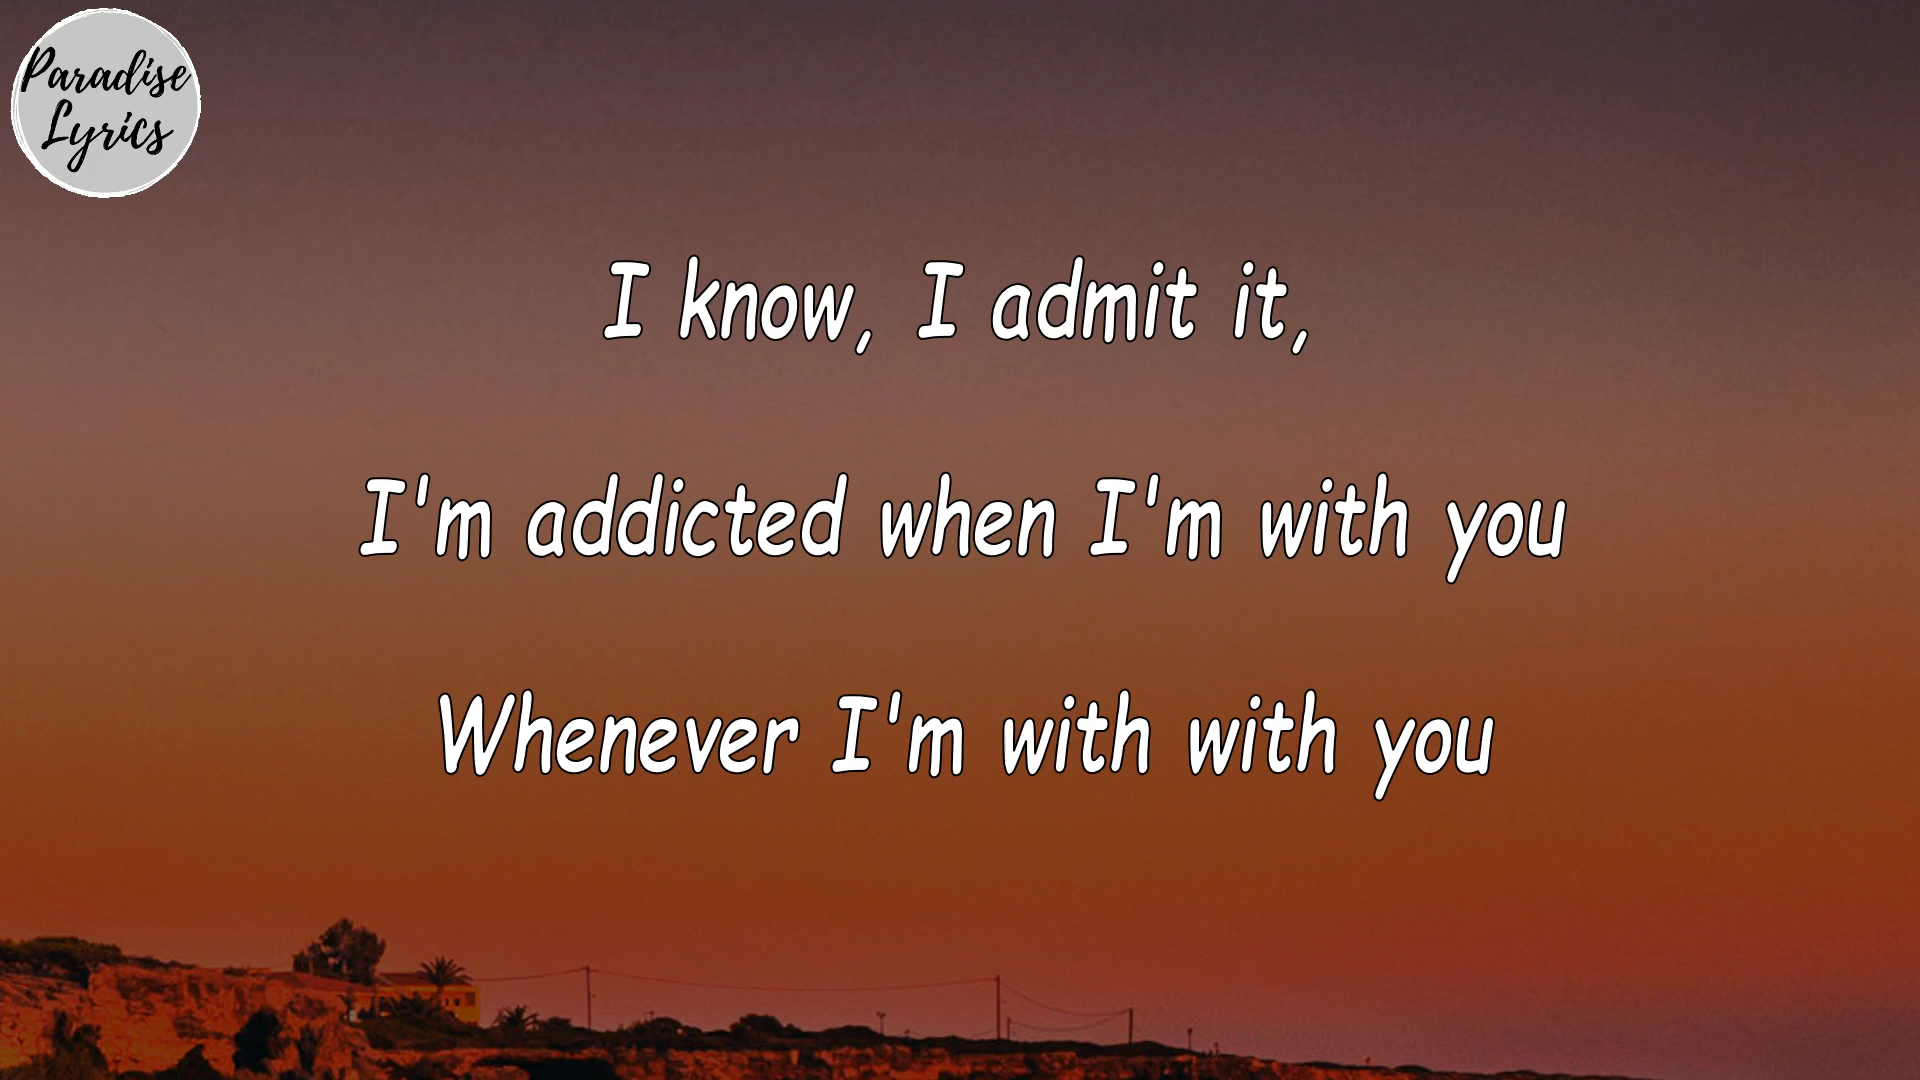 Paradise
Lyrics
I know, I admit it,
I'm addicted when I'm with you
Whenever I'm with with you